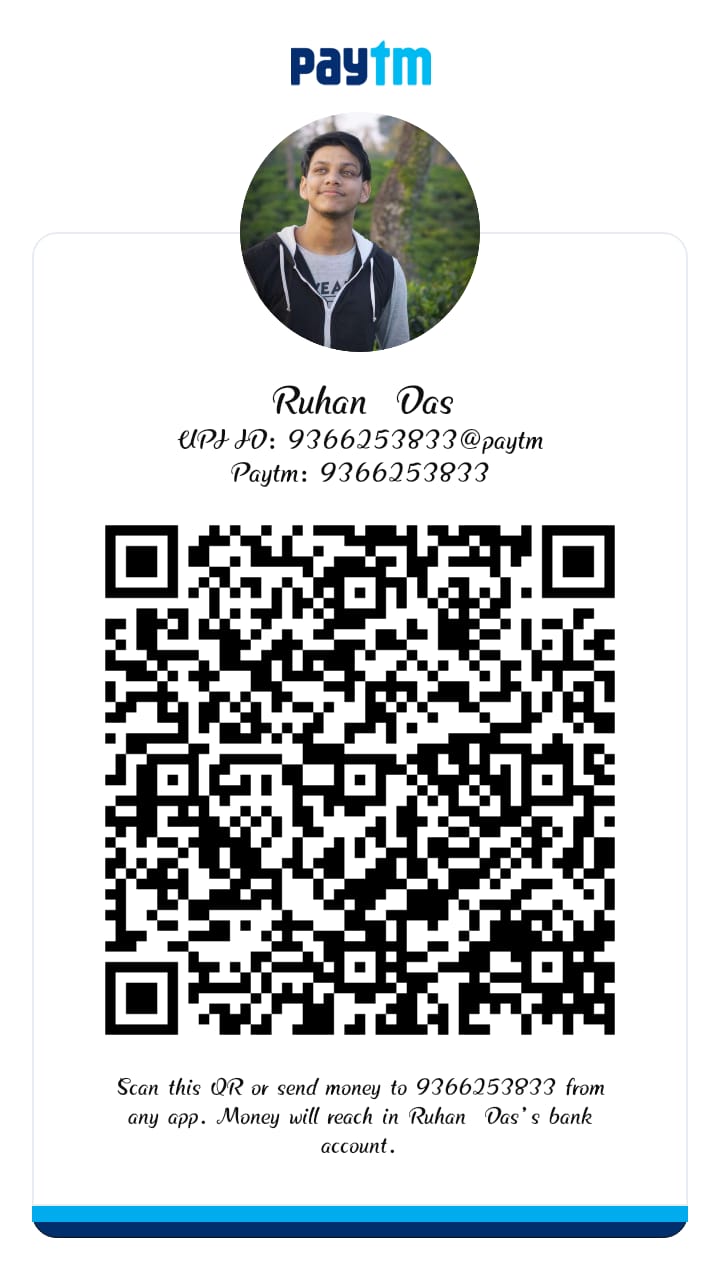 paytm
Ruhan Das
UPI ID: 9366253833@paytm
Paytm: 9366253833
Scan this QR or send money to 9366253833 from
any app. Money will reach in Ruhan Das's bank
account.